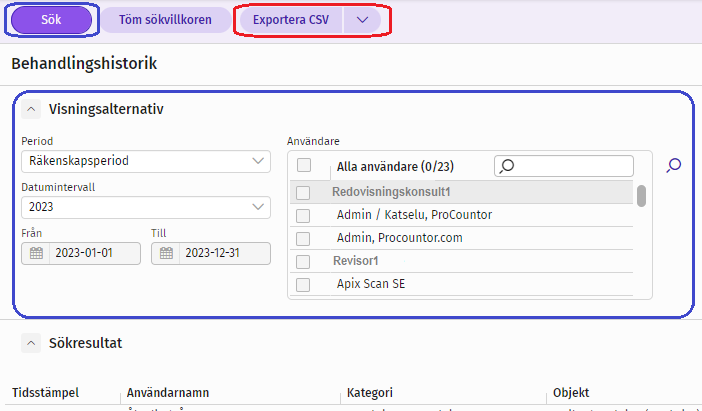 Sök Töm sökvillkoren Exportera CSV
Behandlingshistorik
Visningsalternativ
Period
Räkenskapsperiod
Datumintervall
2023
Från Till
2023-01-01 2023-12-31
Användare
Alla användare (0/23)
Redovisningskonsult1
Admin / Katselu, ProCountor
Admin, Procountor.com
Revisor1
Apix Scan SE
Sökresultat
Tidsstämpel Användarnamn Kategori Objekt